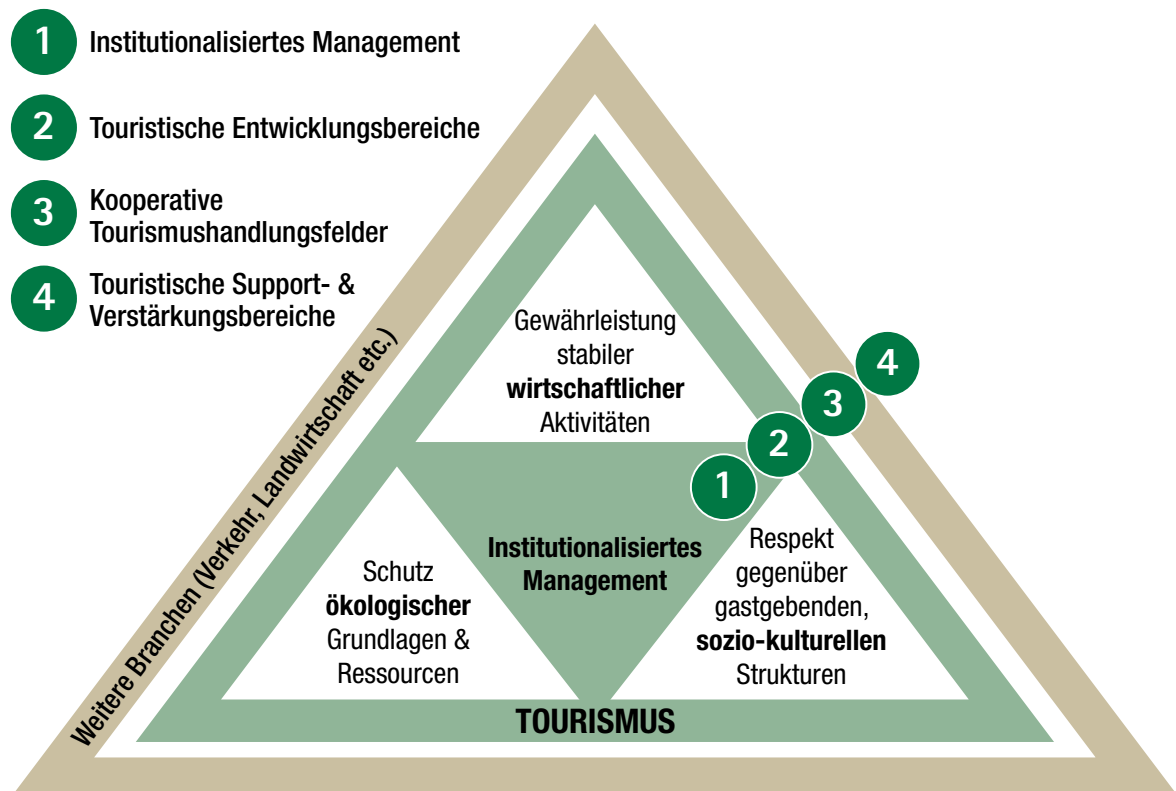 1 Institutionalisiertes Management
2 Touristische Entwicklungsbereiche
3 Kooperative
Tourismushandlungsfelder
4 Touristische Support- &
Verstärkungsbereiche
Weitere Branchen (Verkehr, Landwirtschaft etc.)
Gewährleistung
stabiler
wirtschaftlicher
Aktivitäten
4
3
2
1
Institutionalisiertes
Management
Schutz
ökologischer
Grundlagen &
Ressourcen
Respekt
gegenüber
gastgebenden,
sozio-kulturellen
Strukturen
TOURISMUS